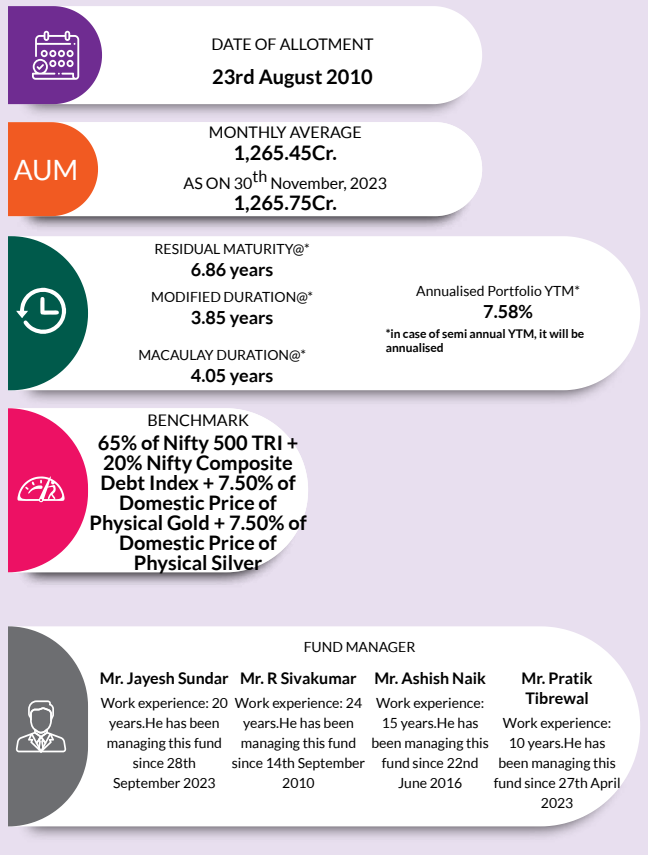 DATE OF ALLOTMENT
23rd August 2010
AUM
MONTHLY AVERAGE
1,265.45Cr.
AS ON 30th November, 2023
1,265.75Cr.
RESIDUAL MATURITY@*
6.86 years
MODIFIED DURATION@*
3.85 years
MACAULAY DURATION@*
4.05 years
Annualised Portfolio YTM*
7.58%
*in case of semi annual YTM, it will be
annualised
BENCHMARK
65% of Nifty 500 TRI +
20% Nifty Composite
Debt Index + 7.50% of
Domestic Price of
Physical Gold + 7.50% of
Domestic Price of
Physical Silver
FUND MANAGER
Mr. Jayesh Sundar
Work experience: 20
years.He has been
managing this fund
since 28th
September 2023
Mr. R Sivakumar
Work experience: 24
years.He has been
managing this fund
since 14th September
2010
Mr. Ashish Naik
Work experience:
15 years.He has
been managing this
fund since 22nd
June 2016
Mr. Pratik
Tibrewal
Work experience:
10 years.He has
been managing this
fund since 27th April
2023